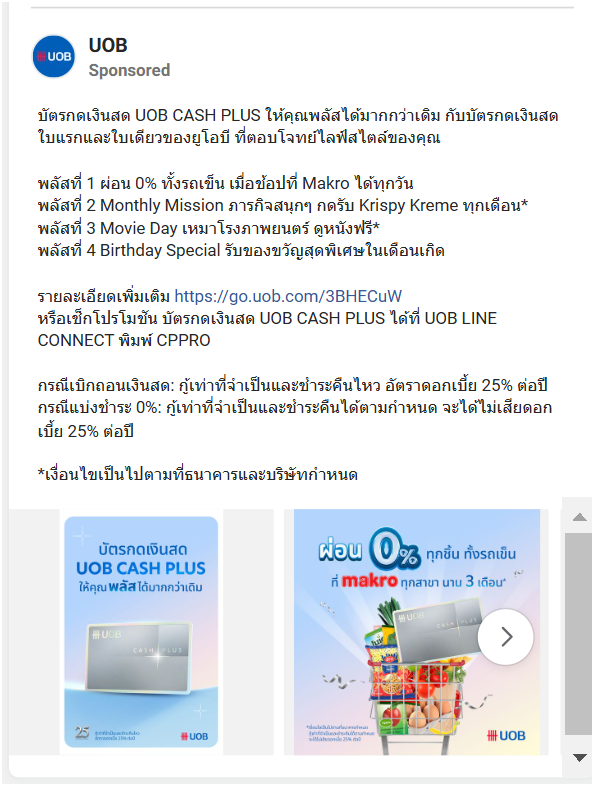 UOB
UOB
Sponsored
บัตรกดเงินสด UOB CASH PLUS ให้คุณพลัสได้มากกว่าเดิม กับบัตรกดเงินสด
ใบแรกและใบเดียวของยูโอบี ที่ตอบโจทย์ไลฟ์สไตล์ของคุณ
พลัสที่ 1 ผ่อน 0% ทั้งรถเข็น เมื่อช้อปที่ Makro ได้ทุกวัน
พลัสที่ 2 Monthly Mission ภารกิจสนุกๆ กดรับ Krispy Kreme ทุกเดือน*
พลัสที่ 3 Movie Day เหมาโรงภาพยนตร์ ดูหนังฟรี*
พลัสที่ 4 Birthday Special รับของขวัญสุดพิเศษในเดือนเกิด
รายละเอียดเพิ่มเติม https://go.uob.com/3BHECuW
หรือเช็กโปรโมชัน บัตรกดเงินสด UOB CASH PLUS ได้ที่ UOB LINE
CONNECT พิมพ์ CPPRO
กรณีเบิกถอนเงินสด: กู้เท่าที่จำเป็นและชำระคืนไหว อัตราดอกเบี้ย 25% ต่อปี
กรณีแบ่งชำระ 0%: กู้เท่าที่จำเป็นและชำระคืนได้ตามกำหนด จะได้ไม่เสียดอก
เบี้ย 25% ต่อปี
*เงื่อนไขเป็นไปตามที่ธนาคารและบริษัทกำหนด
บัตรกดเงินสด
UOB CASH PLUS
ให้คุณพลัสได้มากกว่าเดิม
UOB
CASH PLUS
25
UOB
ผ่อน 0% ทุกชิ้น ทั้งรถเข็น
ที่ makro ทุกสาขา นาน 3 เดือน*
UOB
CASH PLUS
UOB